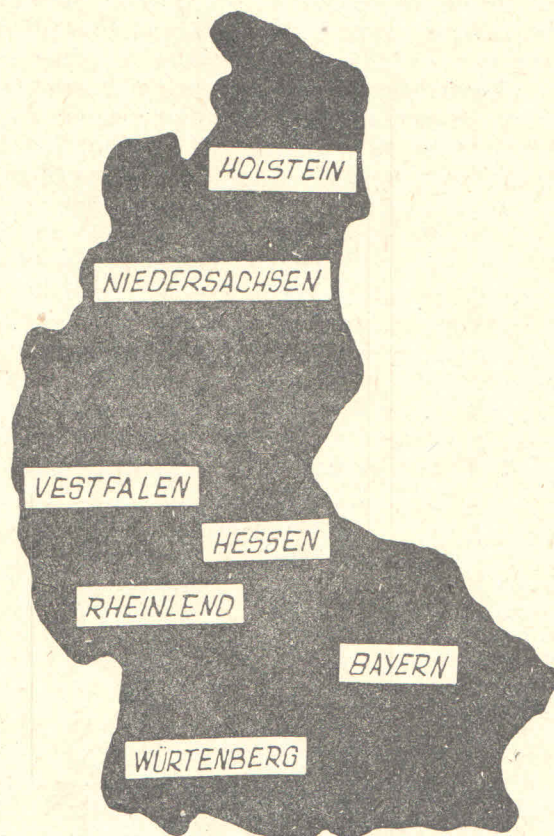 HOLSTEIN
NIEDERSACHSEN
VESTFALEN
HESSEN
RHEINLEND
BAYERN
WÜRTENBERG